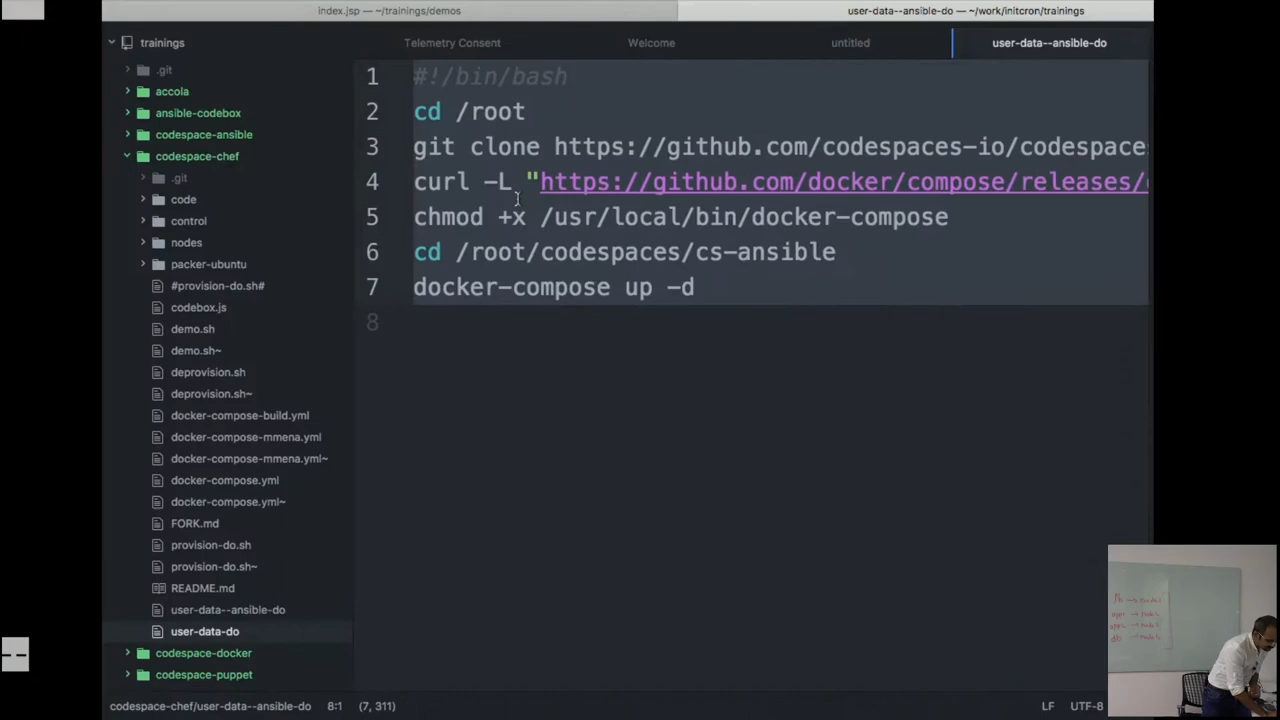 index.jsp — ~/trainings/demos
user-data--ansible-do — ~/work/initcron/trainings
trainings
Telemetry Consent
Welcome
untitled
user-data--ansible-do
.git
accola
ansible-codebox
codespace-ansible
codespace-chef
.git
code
control
nodes
packer-ubuntu
#provision-do.sh#
codebox.js
demo.sh
demo.sh~
deprovision.sh
deprovision.sh~
docker-compose-build.yml
docker-compose-mmena.yml
docker-compose-mmena.yml~
docker-compose.yml
docker-compose.yml~
FORK.md
provision-do.sh
provision-do.sh~
README.md
user-data--ansible-do
user-data-do
codespace-docker
codespace-puppet
1 #!/bin/bash
2 cd /root
3 git clone https://github.com/codespaces-io/codespace
4 curl -L "https://github.com/docker/compose/releases/
5 chmod +x /usr/local/bin/docker-compose
6 cd /root/codespaces/cs-ansible
7 docker-compose up -d
8
codespace-chef/user-data--ansible-do 8:1 (7, 311)
LF UTF-8
--